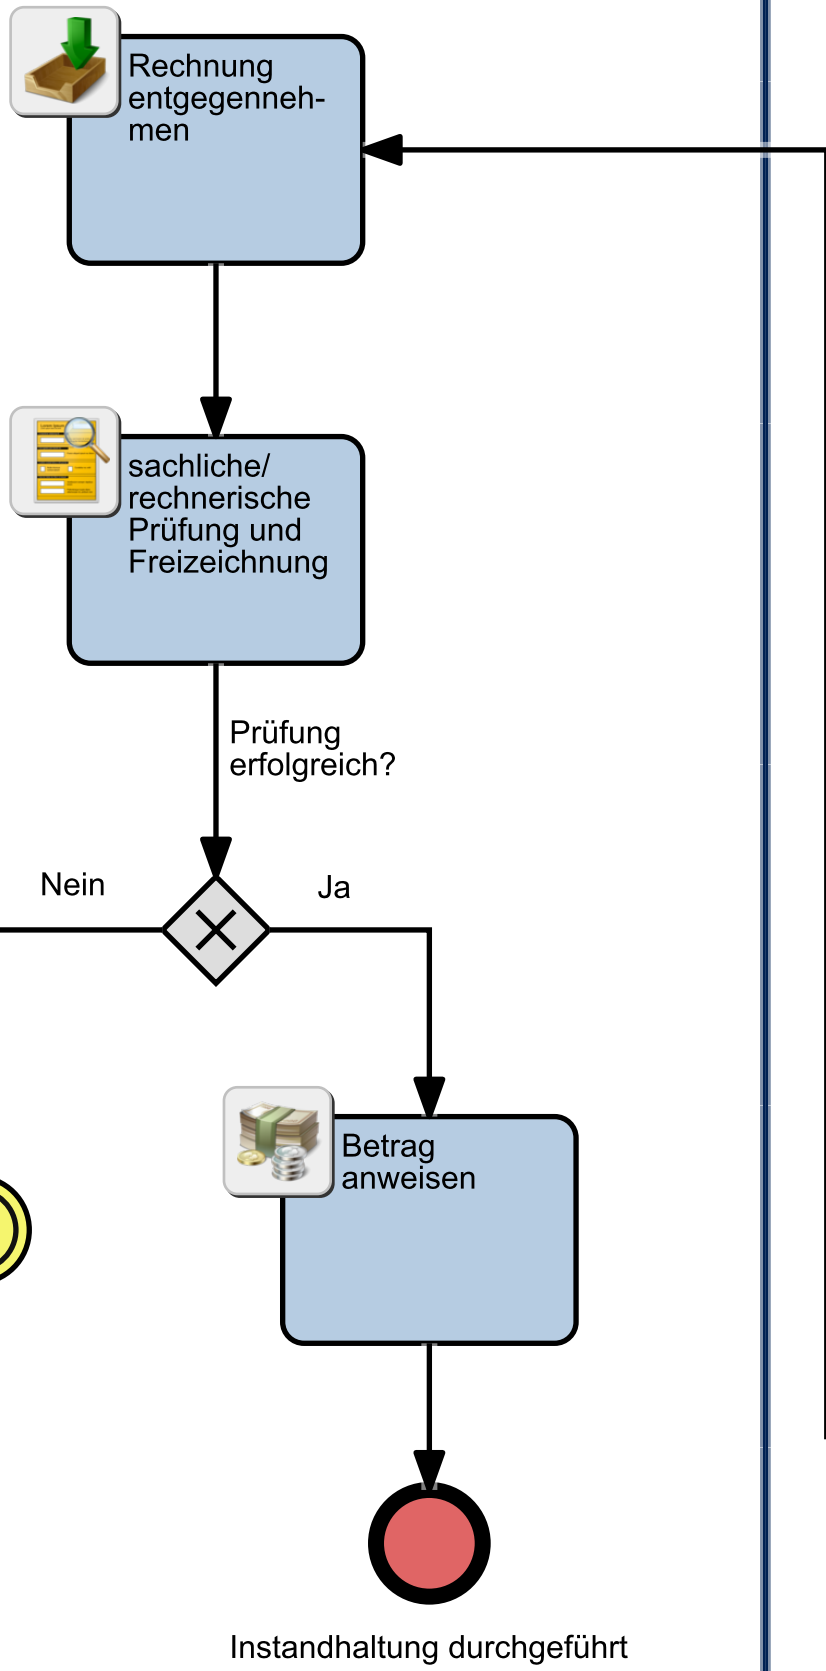 Rechnung
entgegenneh-
men
sachliche/
rechnerische
Prüfung und
Freizeichnung
Prüfung
erfolgreich?
Nein
Ja
Betrag
anweisen
Instandhaltung durchgeführt